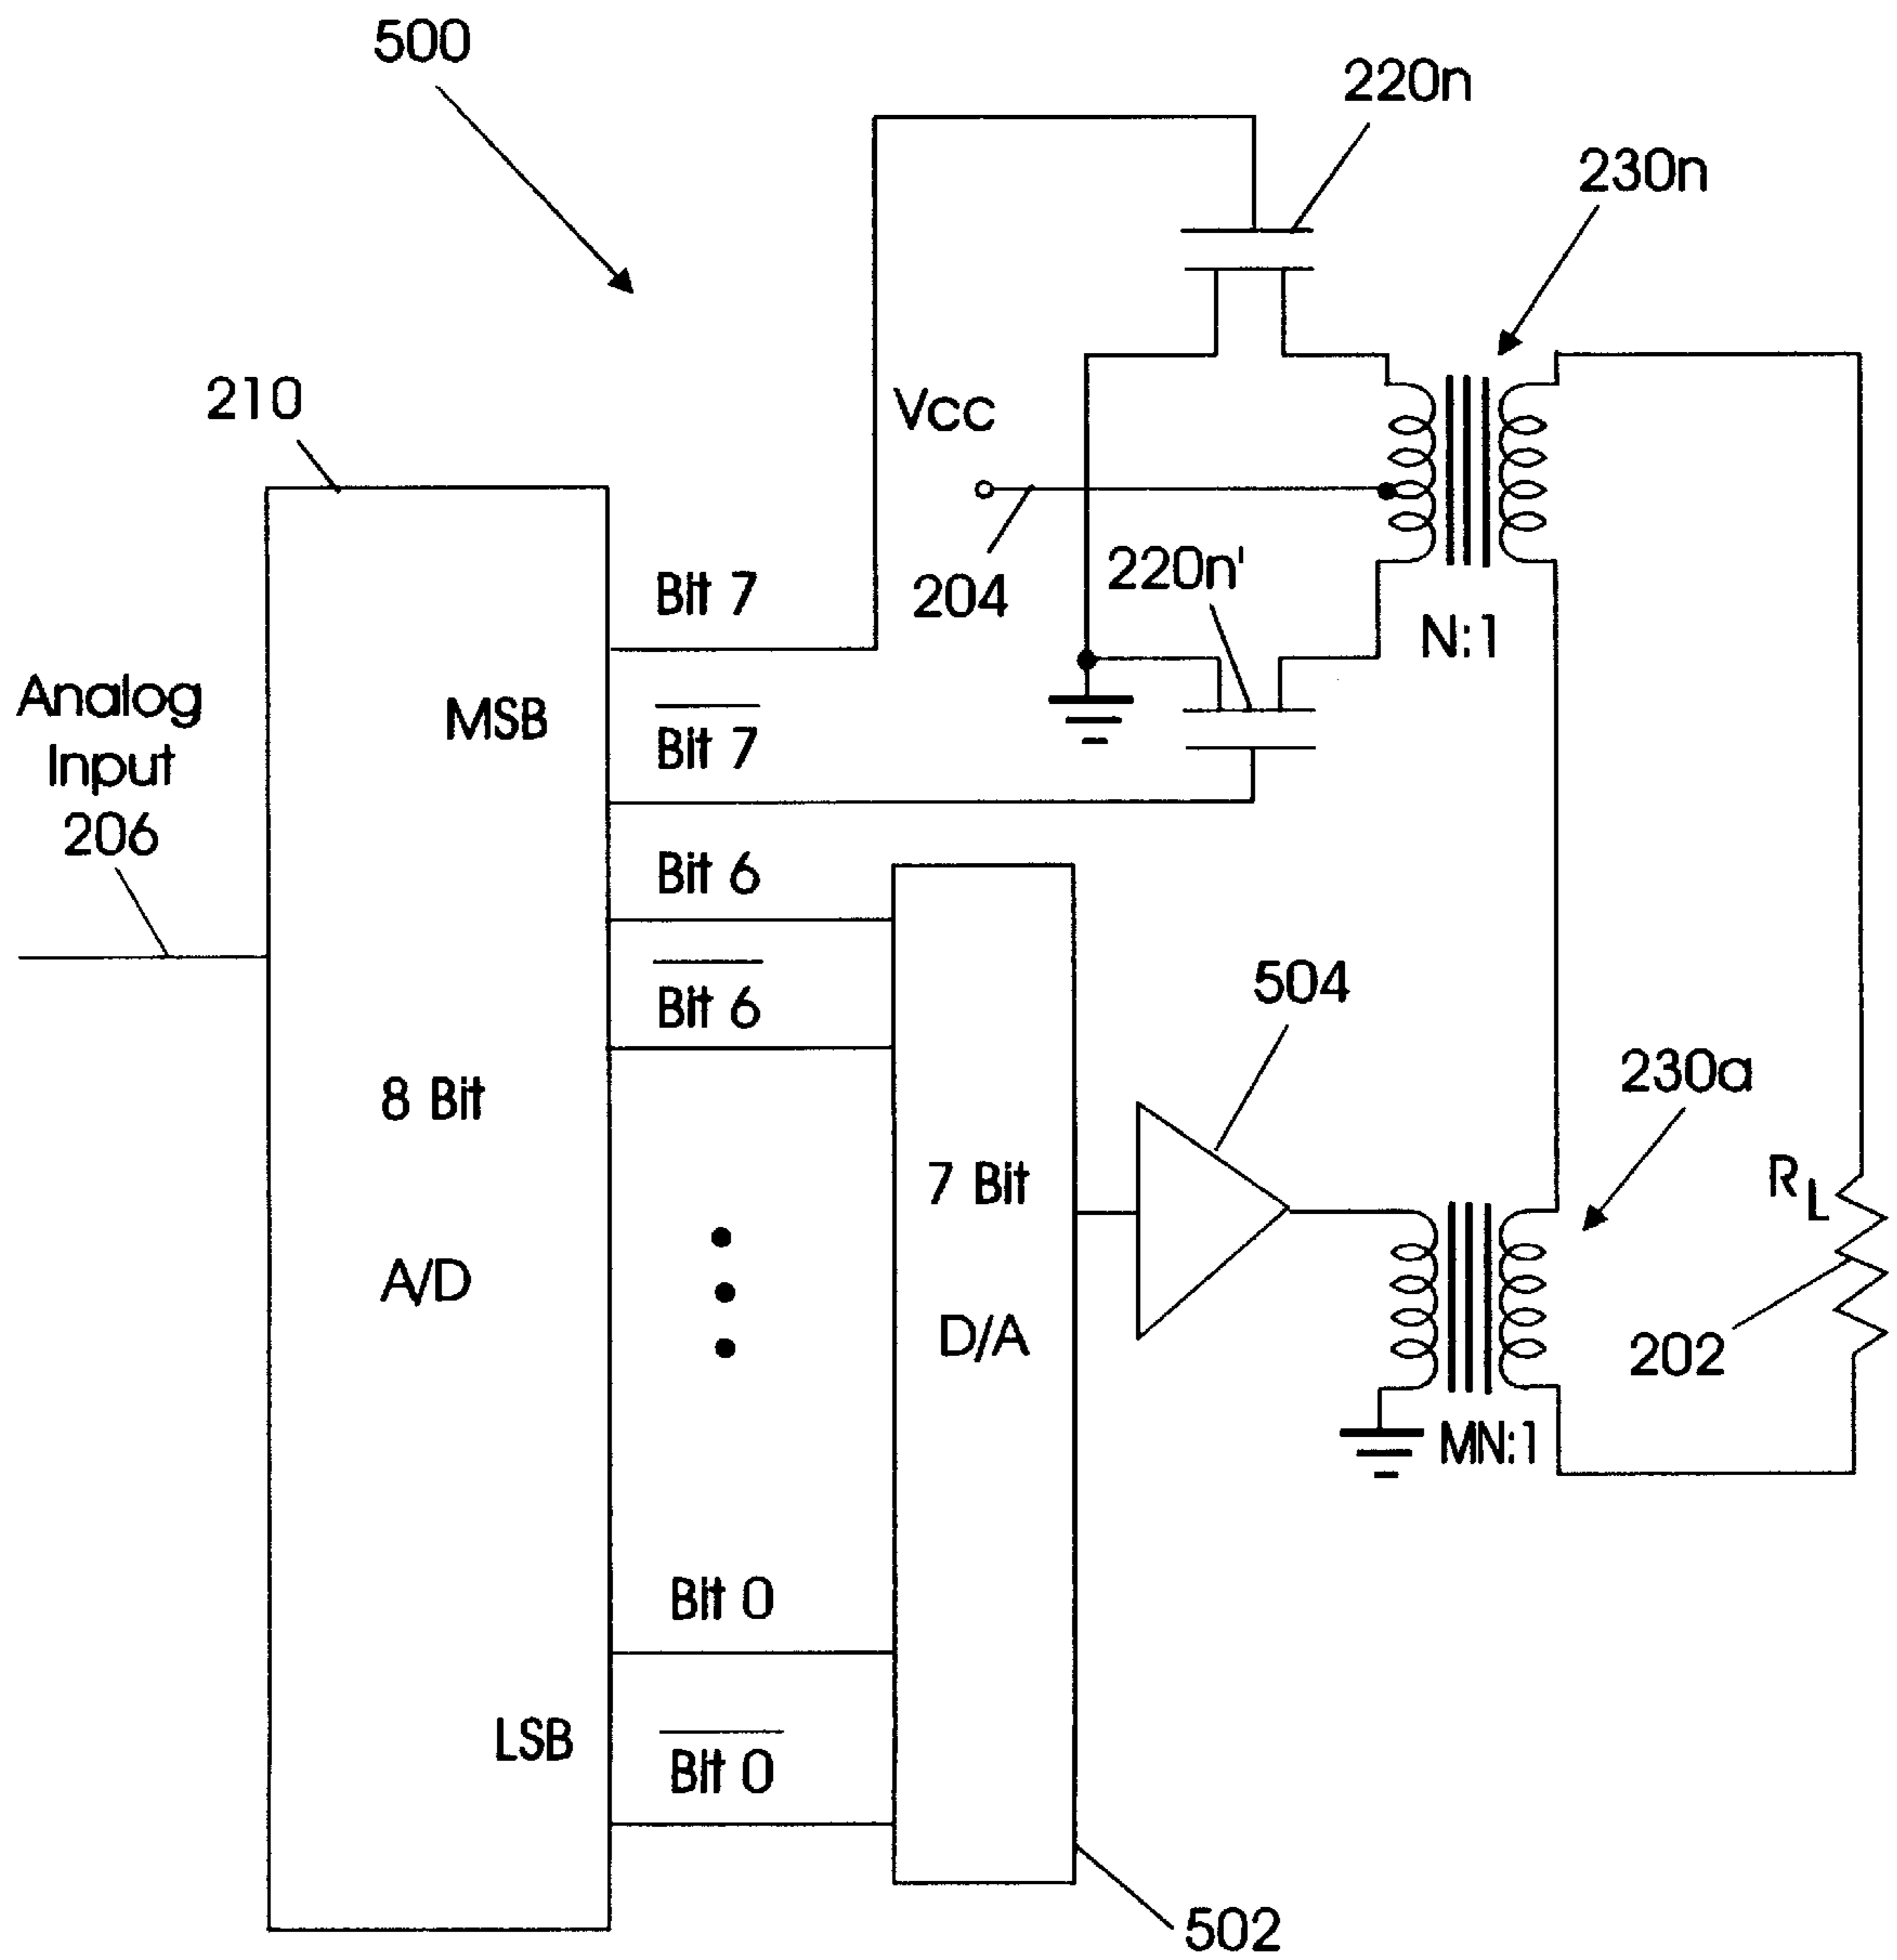 500
220n
230n
210
Vcc
204
220n'
N:1
Bit 7
Analog
Input
206
MSB
Bit 7
Bit 6
Bit 6
504
8 Bit
230a
7 Bit
R L
A/D
D/A
202
MN:1
Bit 0
LSB
Bit 0
502